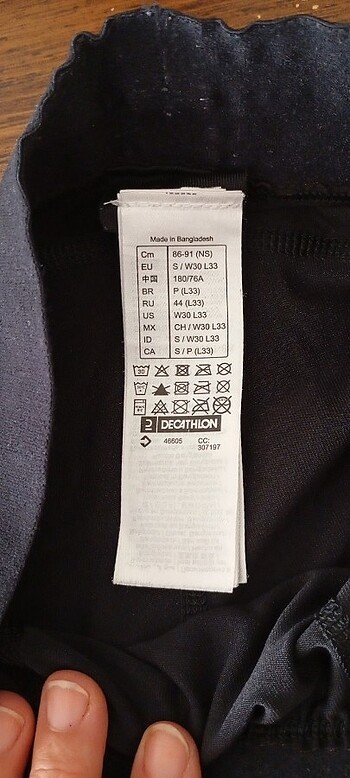 Made in Bangladesh
Cm 86-91 (NS)
EU S / W30 L33
中国 180/76A
BR P (L33)
RU 44 (L33)
US W30 L33
MX CH / W30 L33
ID S / W30 L33
CA S / P (L33)
DECATHLON
46605 CC:
307197